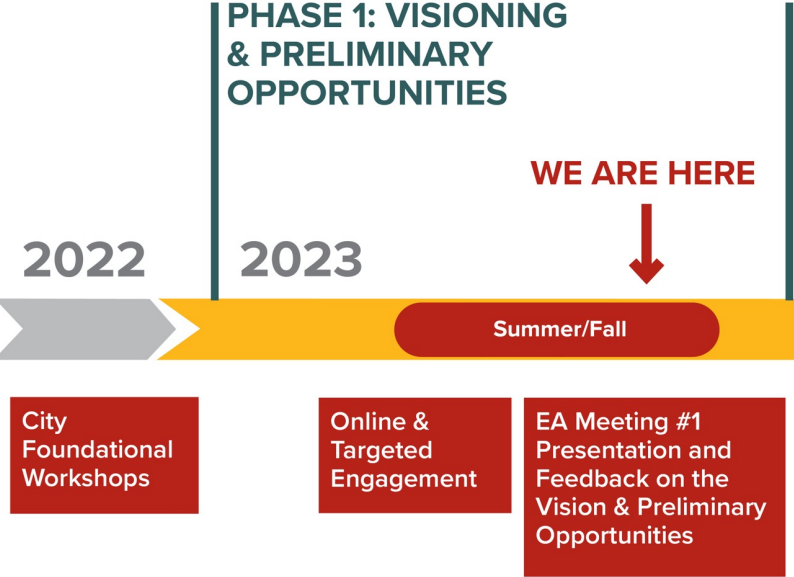 PHASE 1: VISIONING
& PRELIMINARY
OPPORTUNITIES
WE ARE HERE
2022
2023
Summer/Fall
City
Foundational
Workshops
Online &
Targeted
Engagement
EA Meeting #1
Presentation and
Feedback on the
Vision & Preliminary
Opportunities